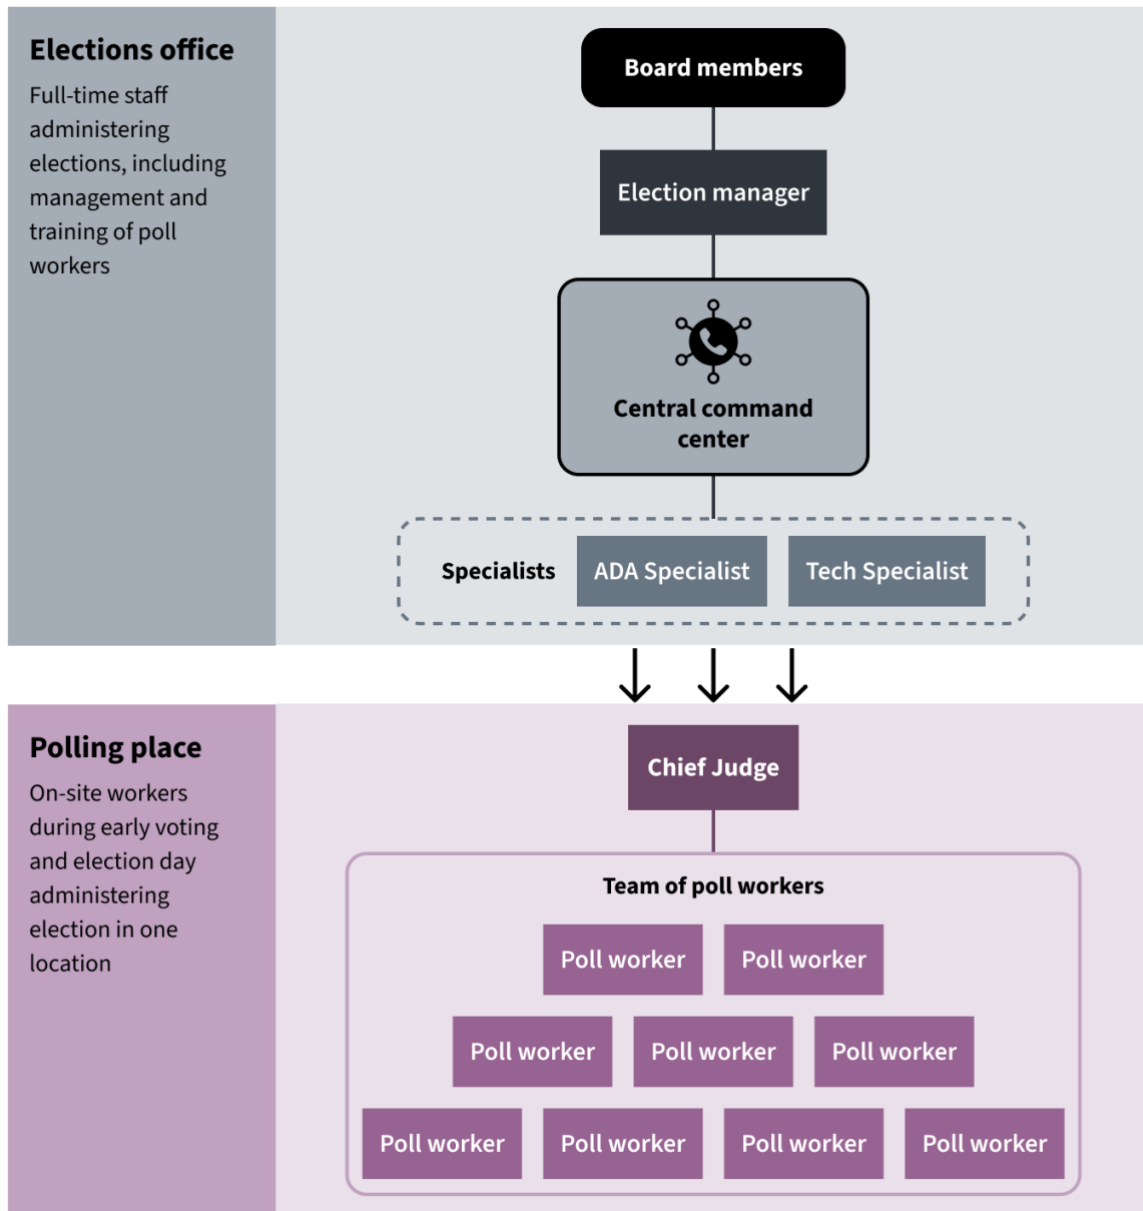 Elections office
Full-time staff
administering
elections, including
management and
training of poll
workers
Board members
Election manager
Central command
center
Specialists
ADA Specialist
Tech Specialist
Polling place
On-site workers
during early voting
and election day
administering
election in one
location
Chief Judge
Team of poll workers
Poll worker
Poll worker
Poll worker
Poll worker
Poll worker
Poll worker
Poll worker
Poll worker
Poll worker